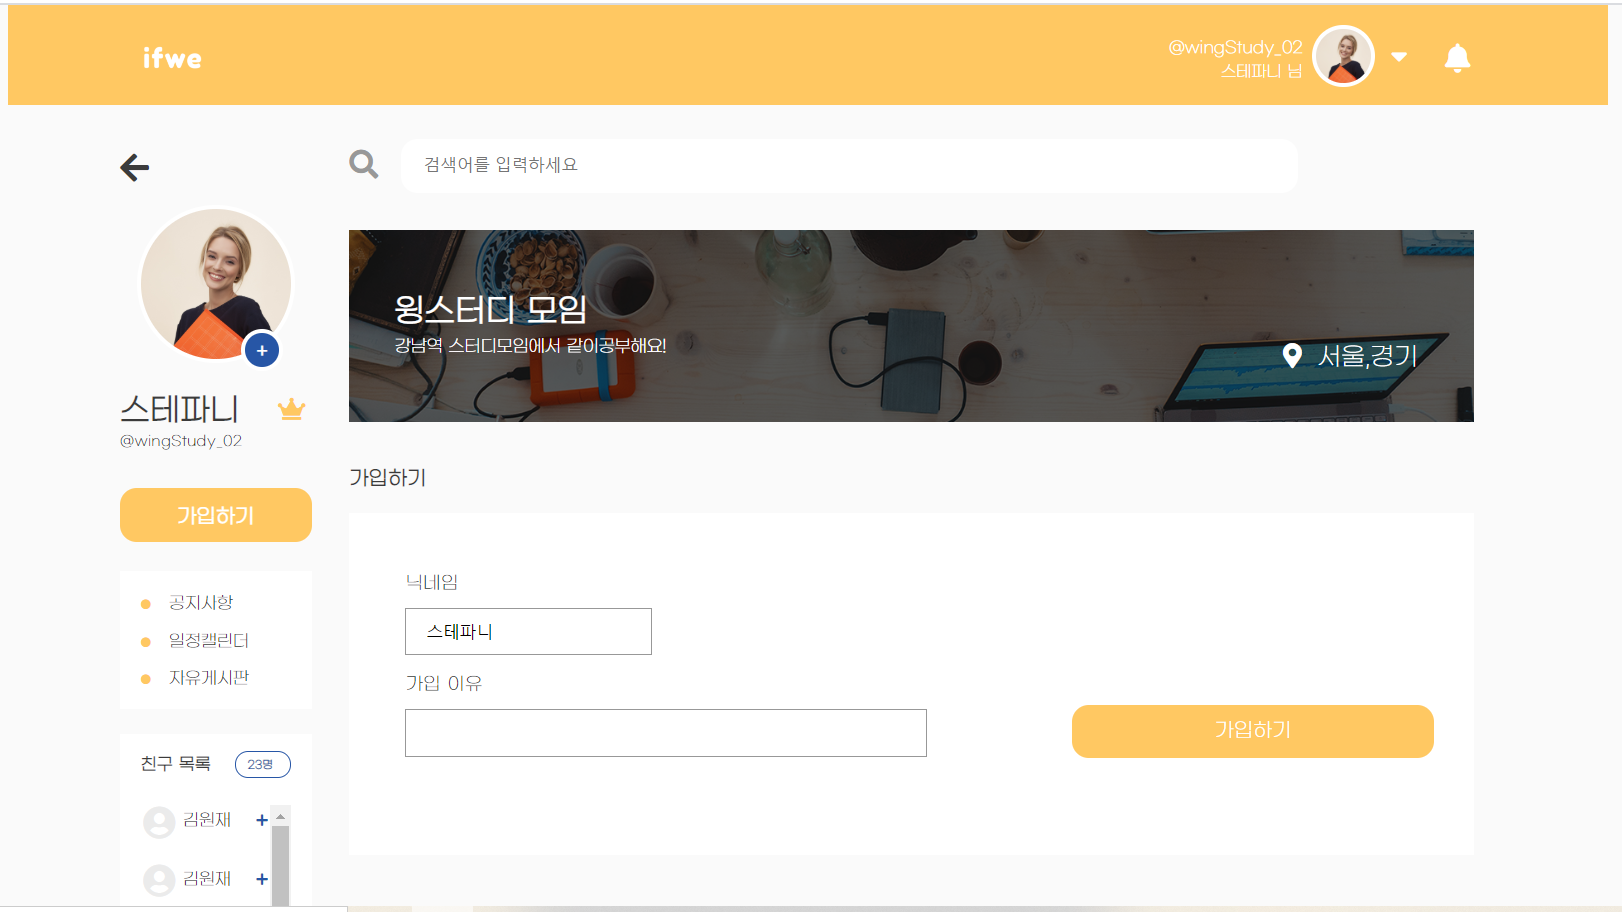 ifwe
@wingStudy_02
스테파니 님
검색어를 입력하세요
윙스터디 모임
강남역 스터디모임에서 같이공부해요!
서울,경기
스테파니
@wingStudy_02
가입하기
공지사항
일정캘린더
자유게시판
친구 목록
23명
김원재
+
김원재
+
가입하기
닉네임
스테파니
가입 이유
가입하기